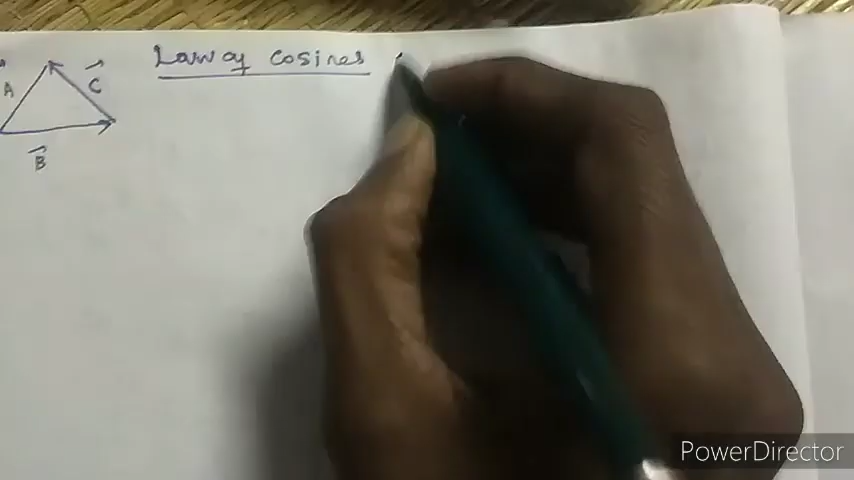 Law of Cosines
A⃗
C⃗
B⃗
PowerDirector